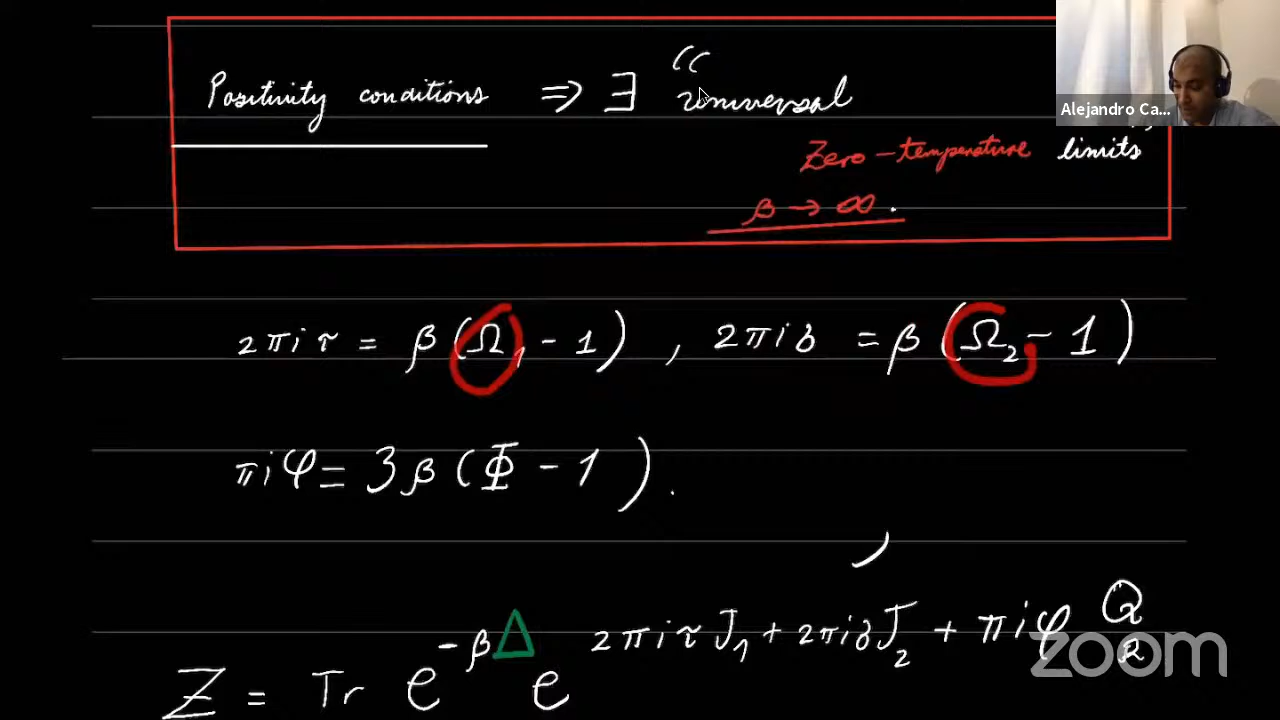 Positivity conditions ⇒ ∃ “ universal
Alejandro Ca...
Zero-temperature limits
β → ∞ .
2πiτ = β(Ω₁ - 1) , 2πiσ = β(Ω₂ - 1)
πiφ = 3β(Φ - 1) .
Z = Tr e^{-βΔ} e^{2πiτJ₁ + 2πiσJ₂ + πiφ Q/2}
zoom